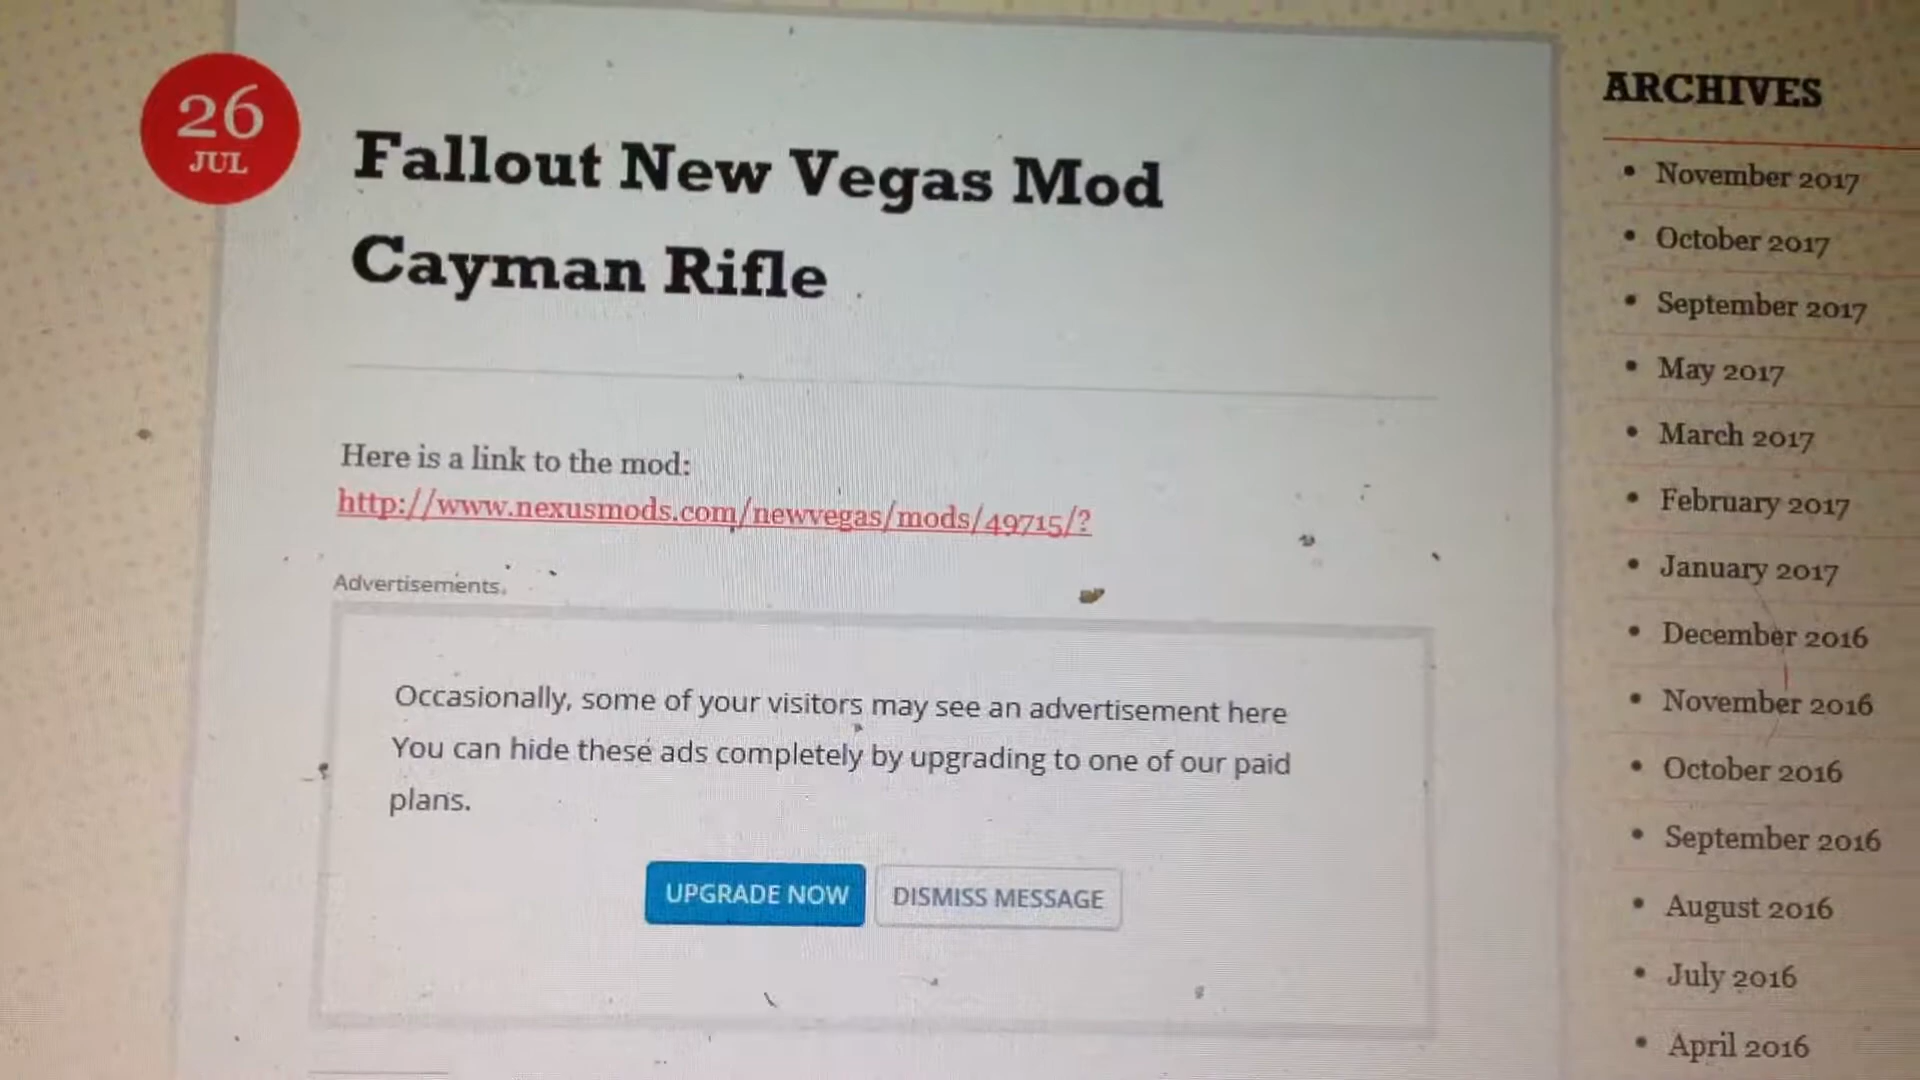 26
JUL
Fallout New Vegas Mod
Cayman Rifle
Here is a link to the mod:
http://www.nexusmods.com/newvegas/mods/49715/?
Advertisements
Occasionally, some of your visitors may see an advertisement here
You can hide these ads completely by upgrading to one of our paid
plans.
UPGRADE NOW
DISMISS MESSAGE
ARCHIVES
November 2017
October 2017
September 2017
May 2017
March 2017
February 2017
January 2017
December 2016
November 2016
October 2016
September 2016
August 2016
July 2016
April 2016